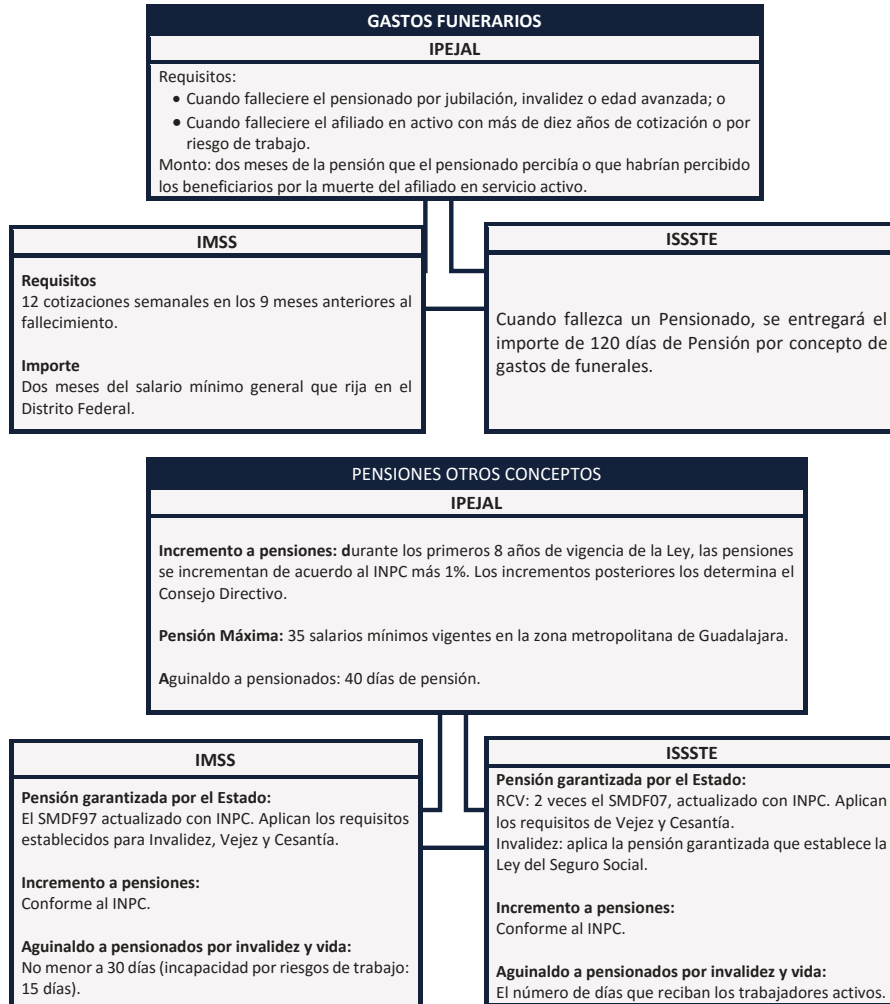 GASTOS FUNERARIOS
IPEJAL
Requisitos:
• Cuando falleciere el pensionado por jubilación, invalidez o edad avanzada; o
• Cuando falleciere el afiliado en activo con más de diez años de cotización o por
riesgo de trabajo.
Monto: dos meses de la pensión que el pensionado percibía o que habrían percibido
los beneficiarios por la muerte del afiliado en servicio activo.
IMSS
Requisitos
12 cotizaciones semanales en los 9 meses anteriores al
fallecimiento.
Importe
Dos meses del salario mínimo general que rija en el
Distrito Federal.
ISSSTE
Cuando fallezca un Pensionado, se entregará el
importe de 120 días de Pensión por concepto de
gastos de funerales.
PENSIONES OTROS CONCEPTOS
IPEJAL
Incremento a pensiones: durante los primeros 8 años de vigencia de la Ley, las pensiones
se incrementan de acuerdo al INPC más 1%. Los incrementos posteriores los determina el
Consejo Directivo.
Pensión Máxima: 35 salarios mínimos vigentes en la zona metropolitana de Guadalajara.
Aguinaldo a pensionados: 40 días de pensión.
IMSS
Pensión garantizada por el Estado:
El SMDF97 actualizado con INPC. Aplican los requisitos
establecidos para Invalidez, Vejez y Cesantía.
Incremento a pensiones:
Conforme al INPC.
Aguinaldo a pensionados por invalidez y vida:
No menor a 30 días (incapacidad por riesgos de trabajo:
15 días).
ISSSTE
Pensión garantizada por el Estado:
RCV: 2 veces el SMDF07, actualizado con INPC. Aplican
los requisitos de Vejez y Cesantía.
Invalidez: aplica la pensión garantizada que establece la
Ley del Seguro Social.
Incremento a pensiones:
Conforme al INPC.
Aguinaldo a pensionados por invalidez y vida:
El número de días que reciban los trabajadores activos.